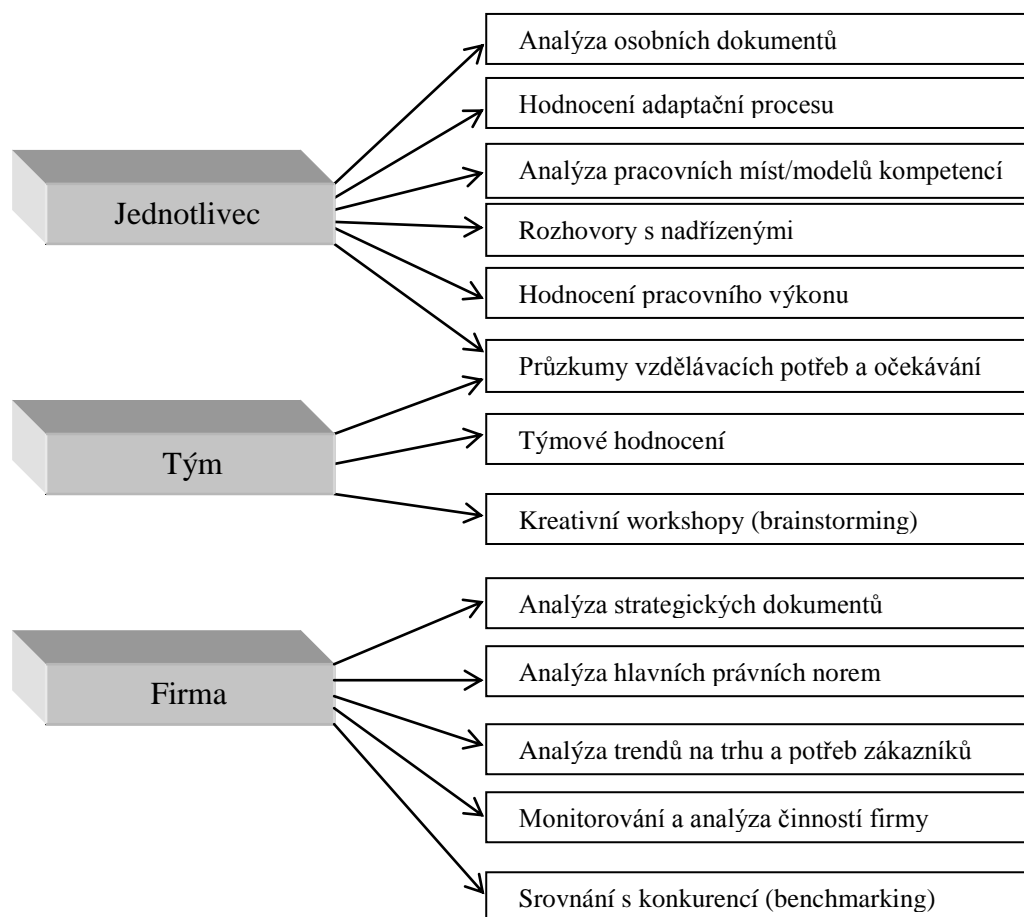 Analýza osobních dokumentů
Hodnocení adaptační procesu
Analýza pracovních míst/modelů kompetencí
Jednotlivec
Rozhovory s nadřízenými
Hodnocení pracovního výkonu
Průzkumy vzdělávacích potřeb a očekávání
Týmové hodnocení
Tým
Kreativní workshopy (brainstorming)
Analýza strategických dokumentů
Analýza hlavních právních norem
Firma
Analýza trendů na trhu a potřeb zákazníků
Monitorování a analýza činností firmy
Srovnání s konkurencí (benchmarking)